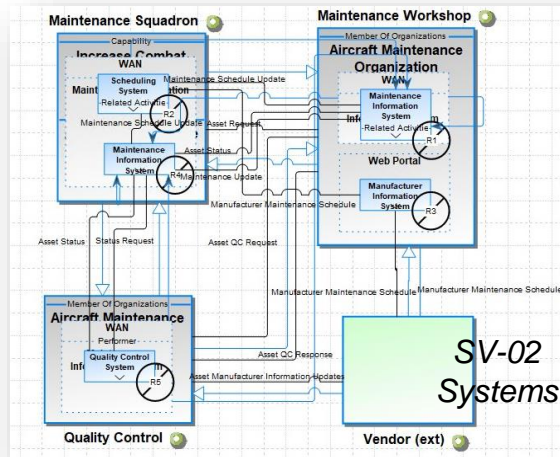 Maintenance Squadron
Maintenance Workshop
Capability
Increase Combat
WAN
Scheduling
System
Related Activitie
R2
Maintenance Schedule Update
Maintenance Schedule Update
Asset Request
Asset Status
Maintenance
Information
System
R4
Maintenance Update
Member Of Organizations
Aircraft Maintenance
Organization
WAN
Maintenance
Information
System
Related Activitie
R1
Web Portal
Manufacturer
Information
System
R3
Manufacturer Maintenance Schedule
Asset Status
Status Request
Asset QC Request
Manufacturer Maintenance Schedule
Manufacturer Maintenance Schedule
Member Of Organizations
Aircraft Maintenance
WAN
Performer
Quality Control
System
R5
Asset QC Response
Asset Manufacturer Information Updates
SV-02
Systems
Quality Control
Vendor (ext)